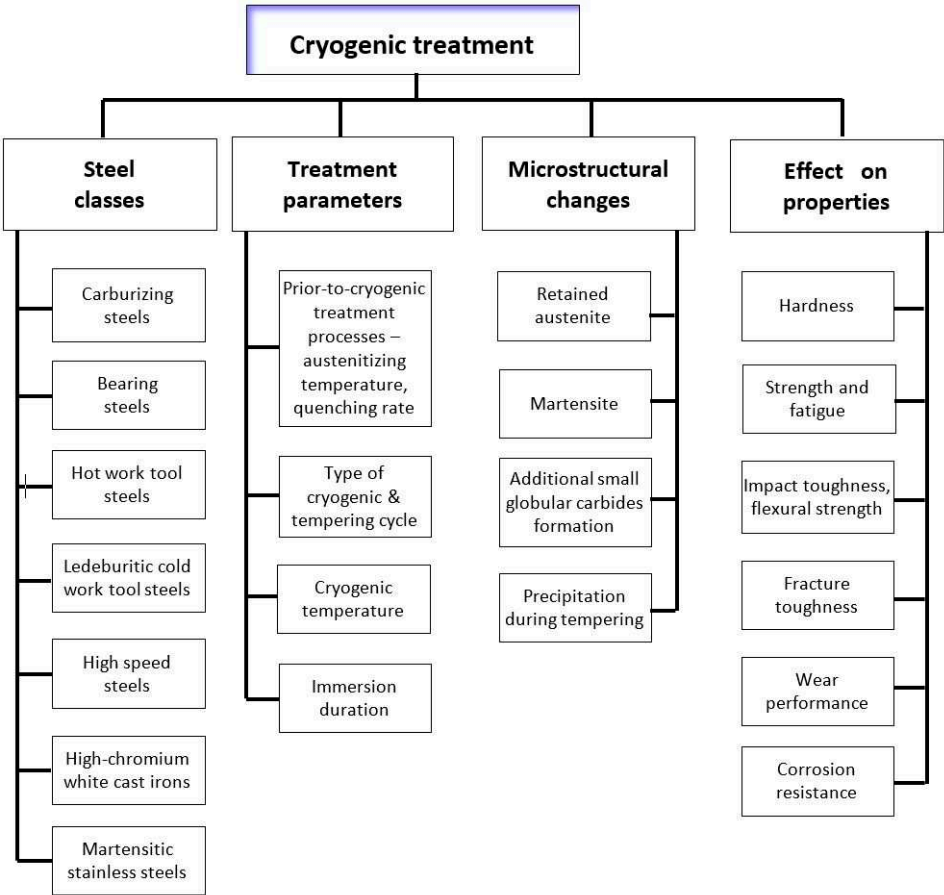 Cryogenic treatment
Steel
classes
Carburizing
steels
Bearing
steels
Hot work tool
steels
Ledeburitic cold
work tool steels
High speed
steels
High-chromium
white cast irons
Martensitic
stainless steels
Treatment
parameters
Prior-to-cryogenic
treatment
processes –
austenitizing
temperature,
quenching rate
Type of
cryogenic &
tempering cycle
Cryogenic
temperature
Immersion
duration
Microstructural
changes
Retained
austenite
Martensite
Additional small
globular carbides
formation
Precipitation
during tempering
Effect on
properties
Hardness
Strength and
fatigue
Impact toughness,
flexural strength
Fracture
toughness
Wear
performance
Corrosion
resistance